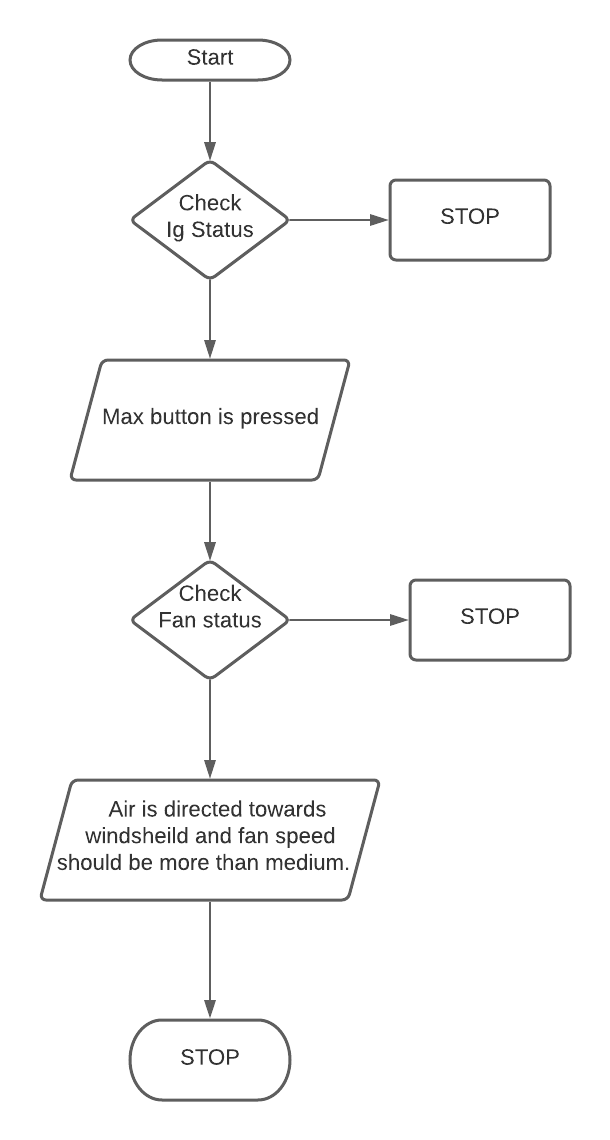 Start
Check
Ig Status
STOP
Max button is pressed
Check
Fan status
STOP
Air is directed towards
windsheild and fan speed
should be more than medium.
STOP